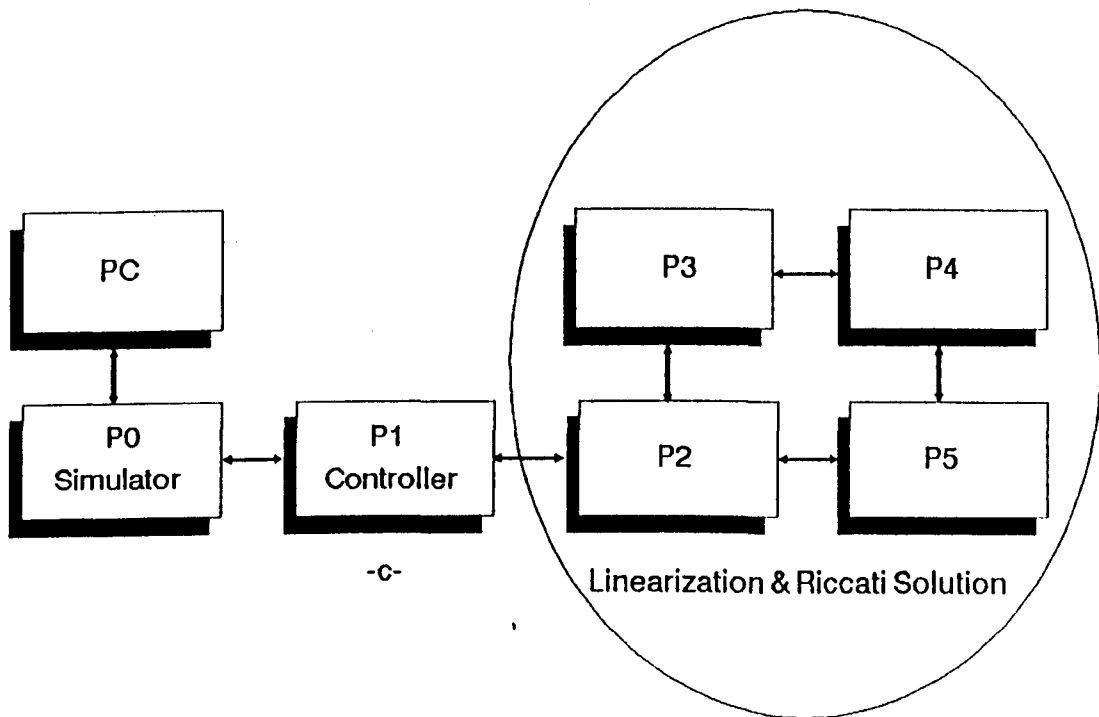 PC
P3
P4
P0
Simulator
P1
Controller
P2
P5
-c-
Linearization & Riccati Solution